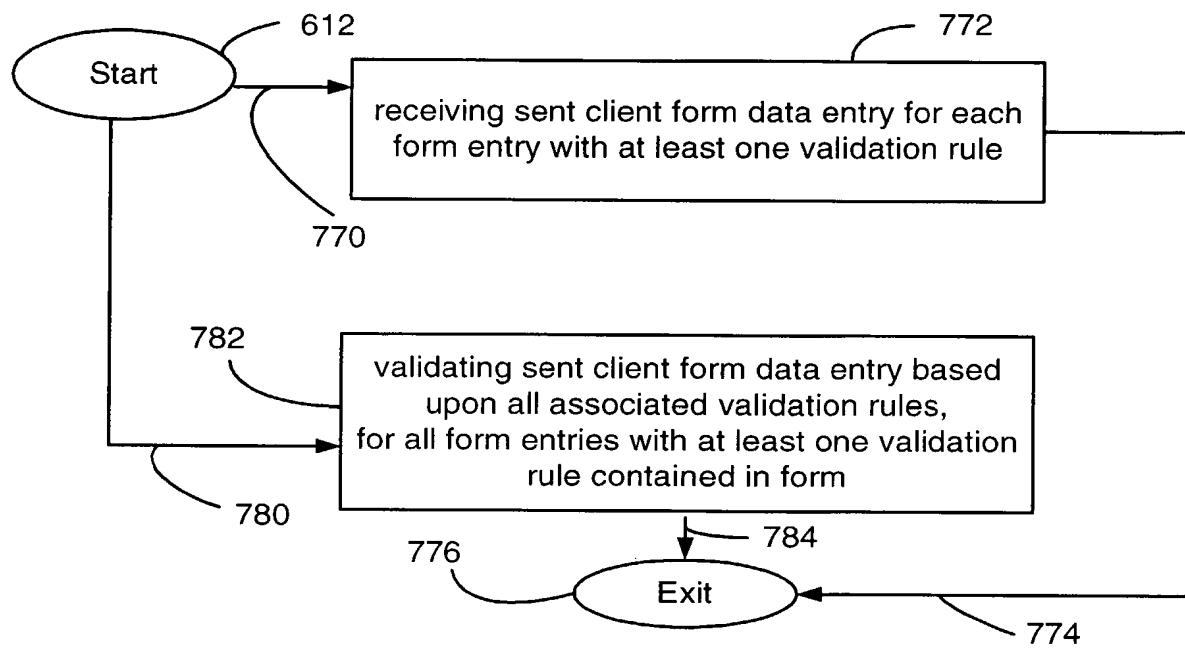 612
772
Start
receiving sent client form data entry for each
form entry with at least one validation rule
770
782
validating sent client form data entry based
upon all associated validation rules,
for all form entries with at least one validation
rule contained in form
780
784
776
Exit
774